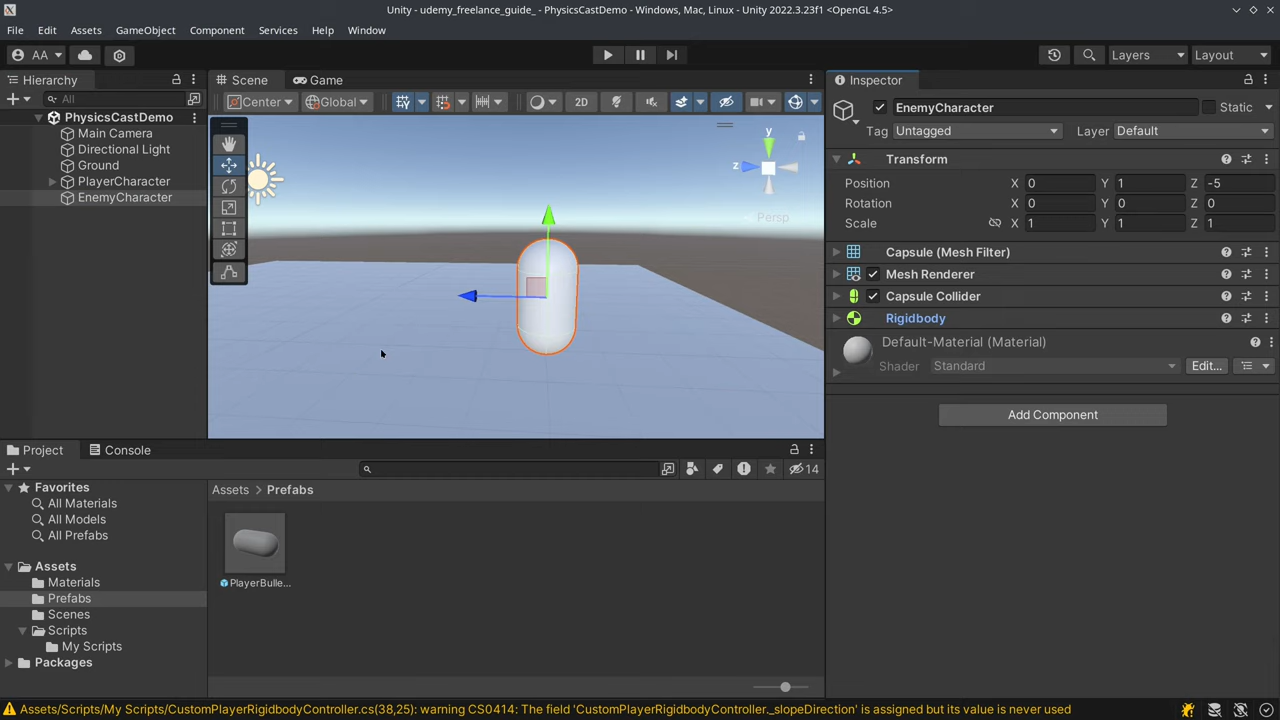 Unity - udemy_freelance_guide_ - PhysicsCastDemo - Windows, Mac, Linux - Unity 2022.3.23f1 <OpenGL 4.5>
File Edit Assets GameObject Component Services Help Window
AA Layers Layout
Hierarchy Scene Game Inspector
All Center Global 2D
EnemyCharacter Static
Tag Untagged Layer Default
PhysicsCastDemo
Main Camera
Directional Light
Ground
PlayerCharacter
EnemyCharacter
y
z
Persp
Transform
Position X 0 Y 1 Z -5
Rotation X 0 Y 0 Z 0
Scale X 1 Y 1 Z 1
Capsule (Mesh Filter)
Mesh Renderer
Capsule Collider
Rigidbody
Default-Material (Material)
Shader Standard Edit...
Add Component
Project Console
14
Favorites
All Materials
All Models
All Prefabs
Assets
Materials
Prefabs
Scenes
Scripts
My Scripts
Packages
Assets > Prefabs
PlayerBulle...
Assets/Scripts/My Scripts/CustomPlayerRigidbodyController.cs(38,25): warning CS0414: The field 'CustomPlayerRigidbodyController._slopeDirection' is assigned but its value is never used